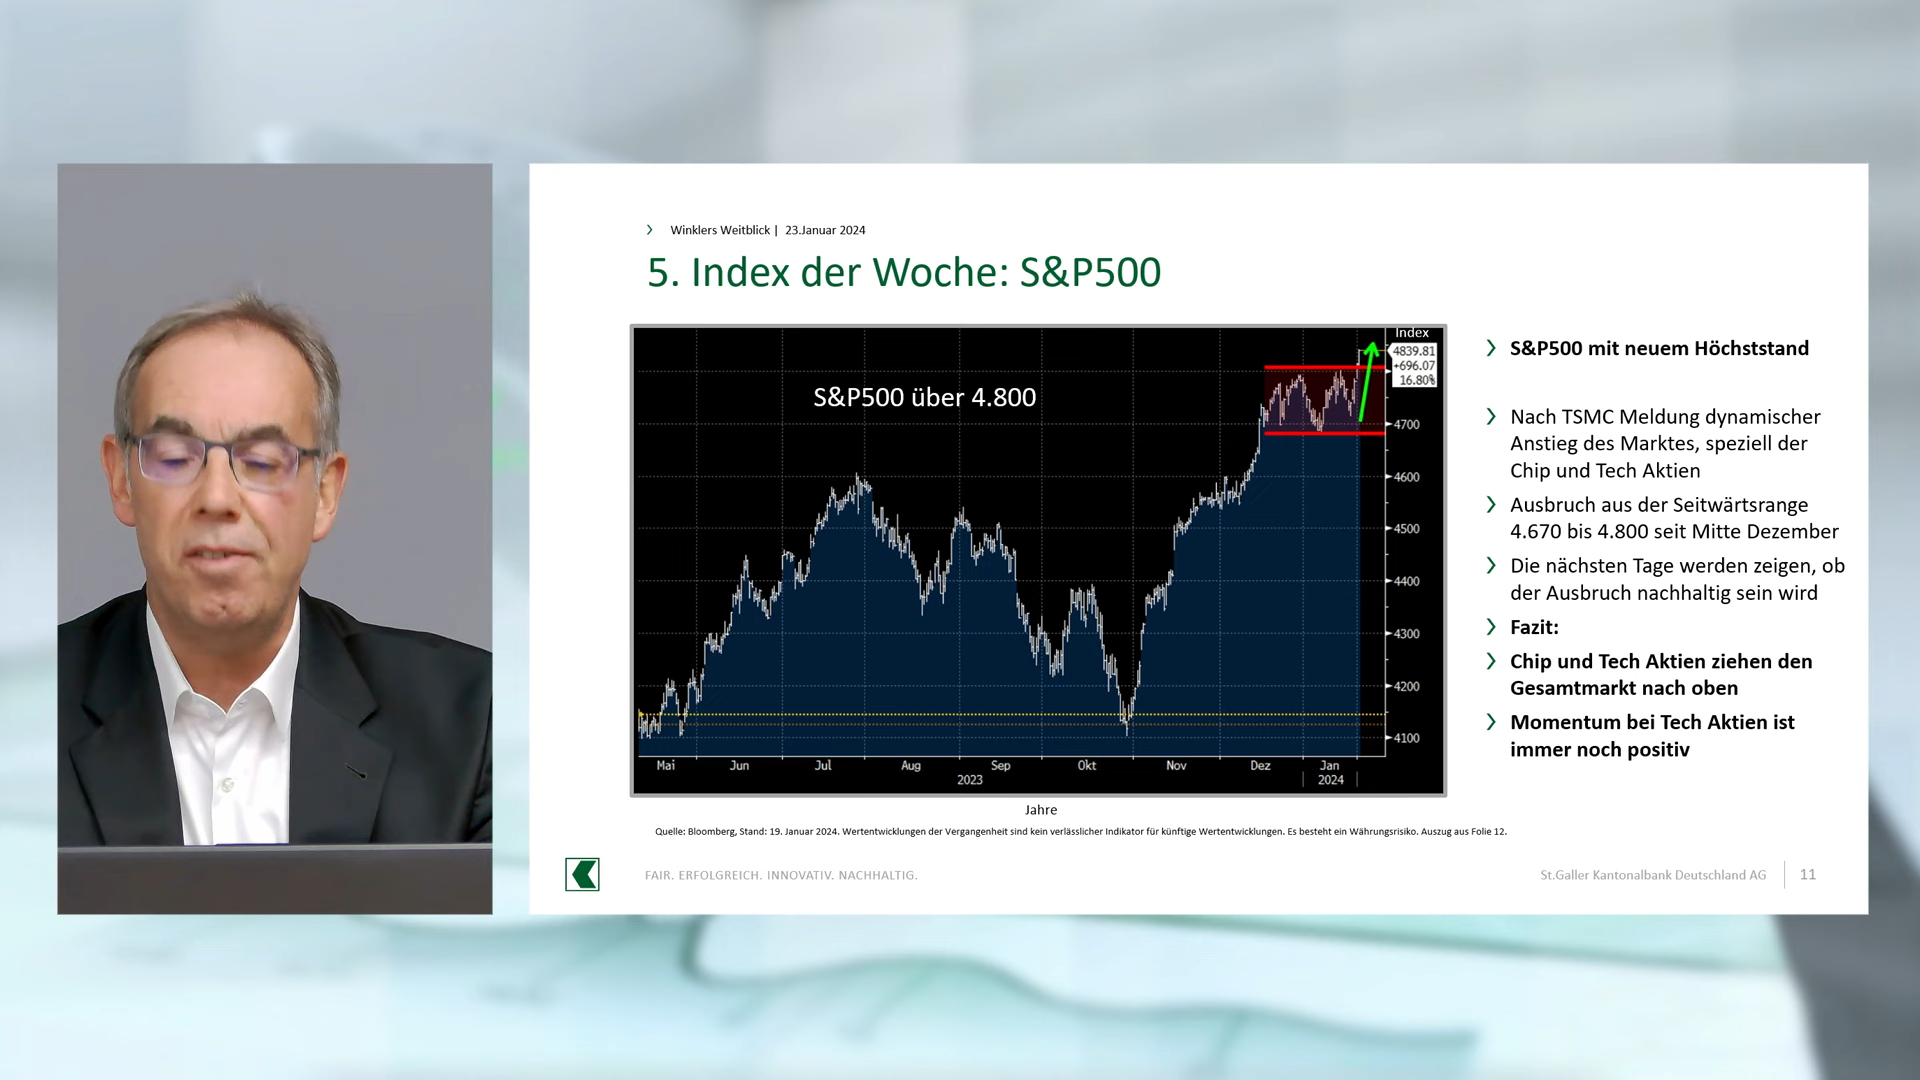 Winklers Weitblick | 23.Januar 2024
5. Index der Woche: S&P500
Index
4839.81
+696.07
16.80%
S&P500 über 4.800
4700
4600
4500
4400
4300
4200
4100
Mai Jun Jul Aug Sep Okt Nov Dez Jan
2023 2024
Jahre
S&P500 mit neuem Höchststand
Nach TSMC Meldung dynamischer
Anstieg des Marktes, speziell der
Chip und Tech Aktien
Ausbruch aus der Seitwärtsrange
4.670 bis 4.800 seit Mitte Dezember
Die nächsten Tage werden zeigen, ob
der Ausbruch nachhaltig sein wird
Fazit:
Chip und Tech Aktien ziehen den
Gesamtmarkt nach oben
Momentum bei Tech Aktien ist
immer noch positiv
Quelle: Bloomberg, Stand: 19. Januar 2024. Wertentwicklungen der Vergangenheit sind kein verlässlicher Indikator für künftige Wertentwicklungen. Es besteht ein Währungsrisiko. Auszug aus Folie 12.
FAIR. ERFOLGREICH. INNOVATIV. NACHHALTIG.
St.Galler Kantonalbank Deutschland AG 11